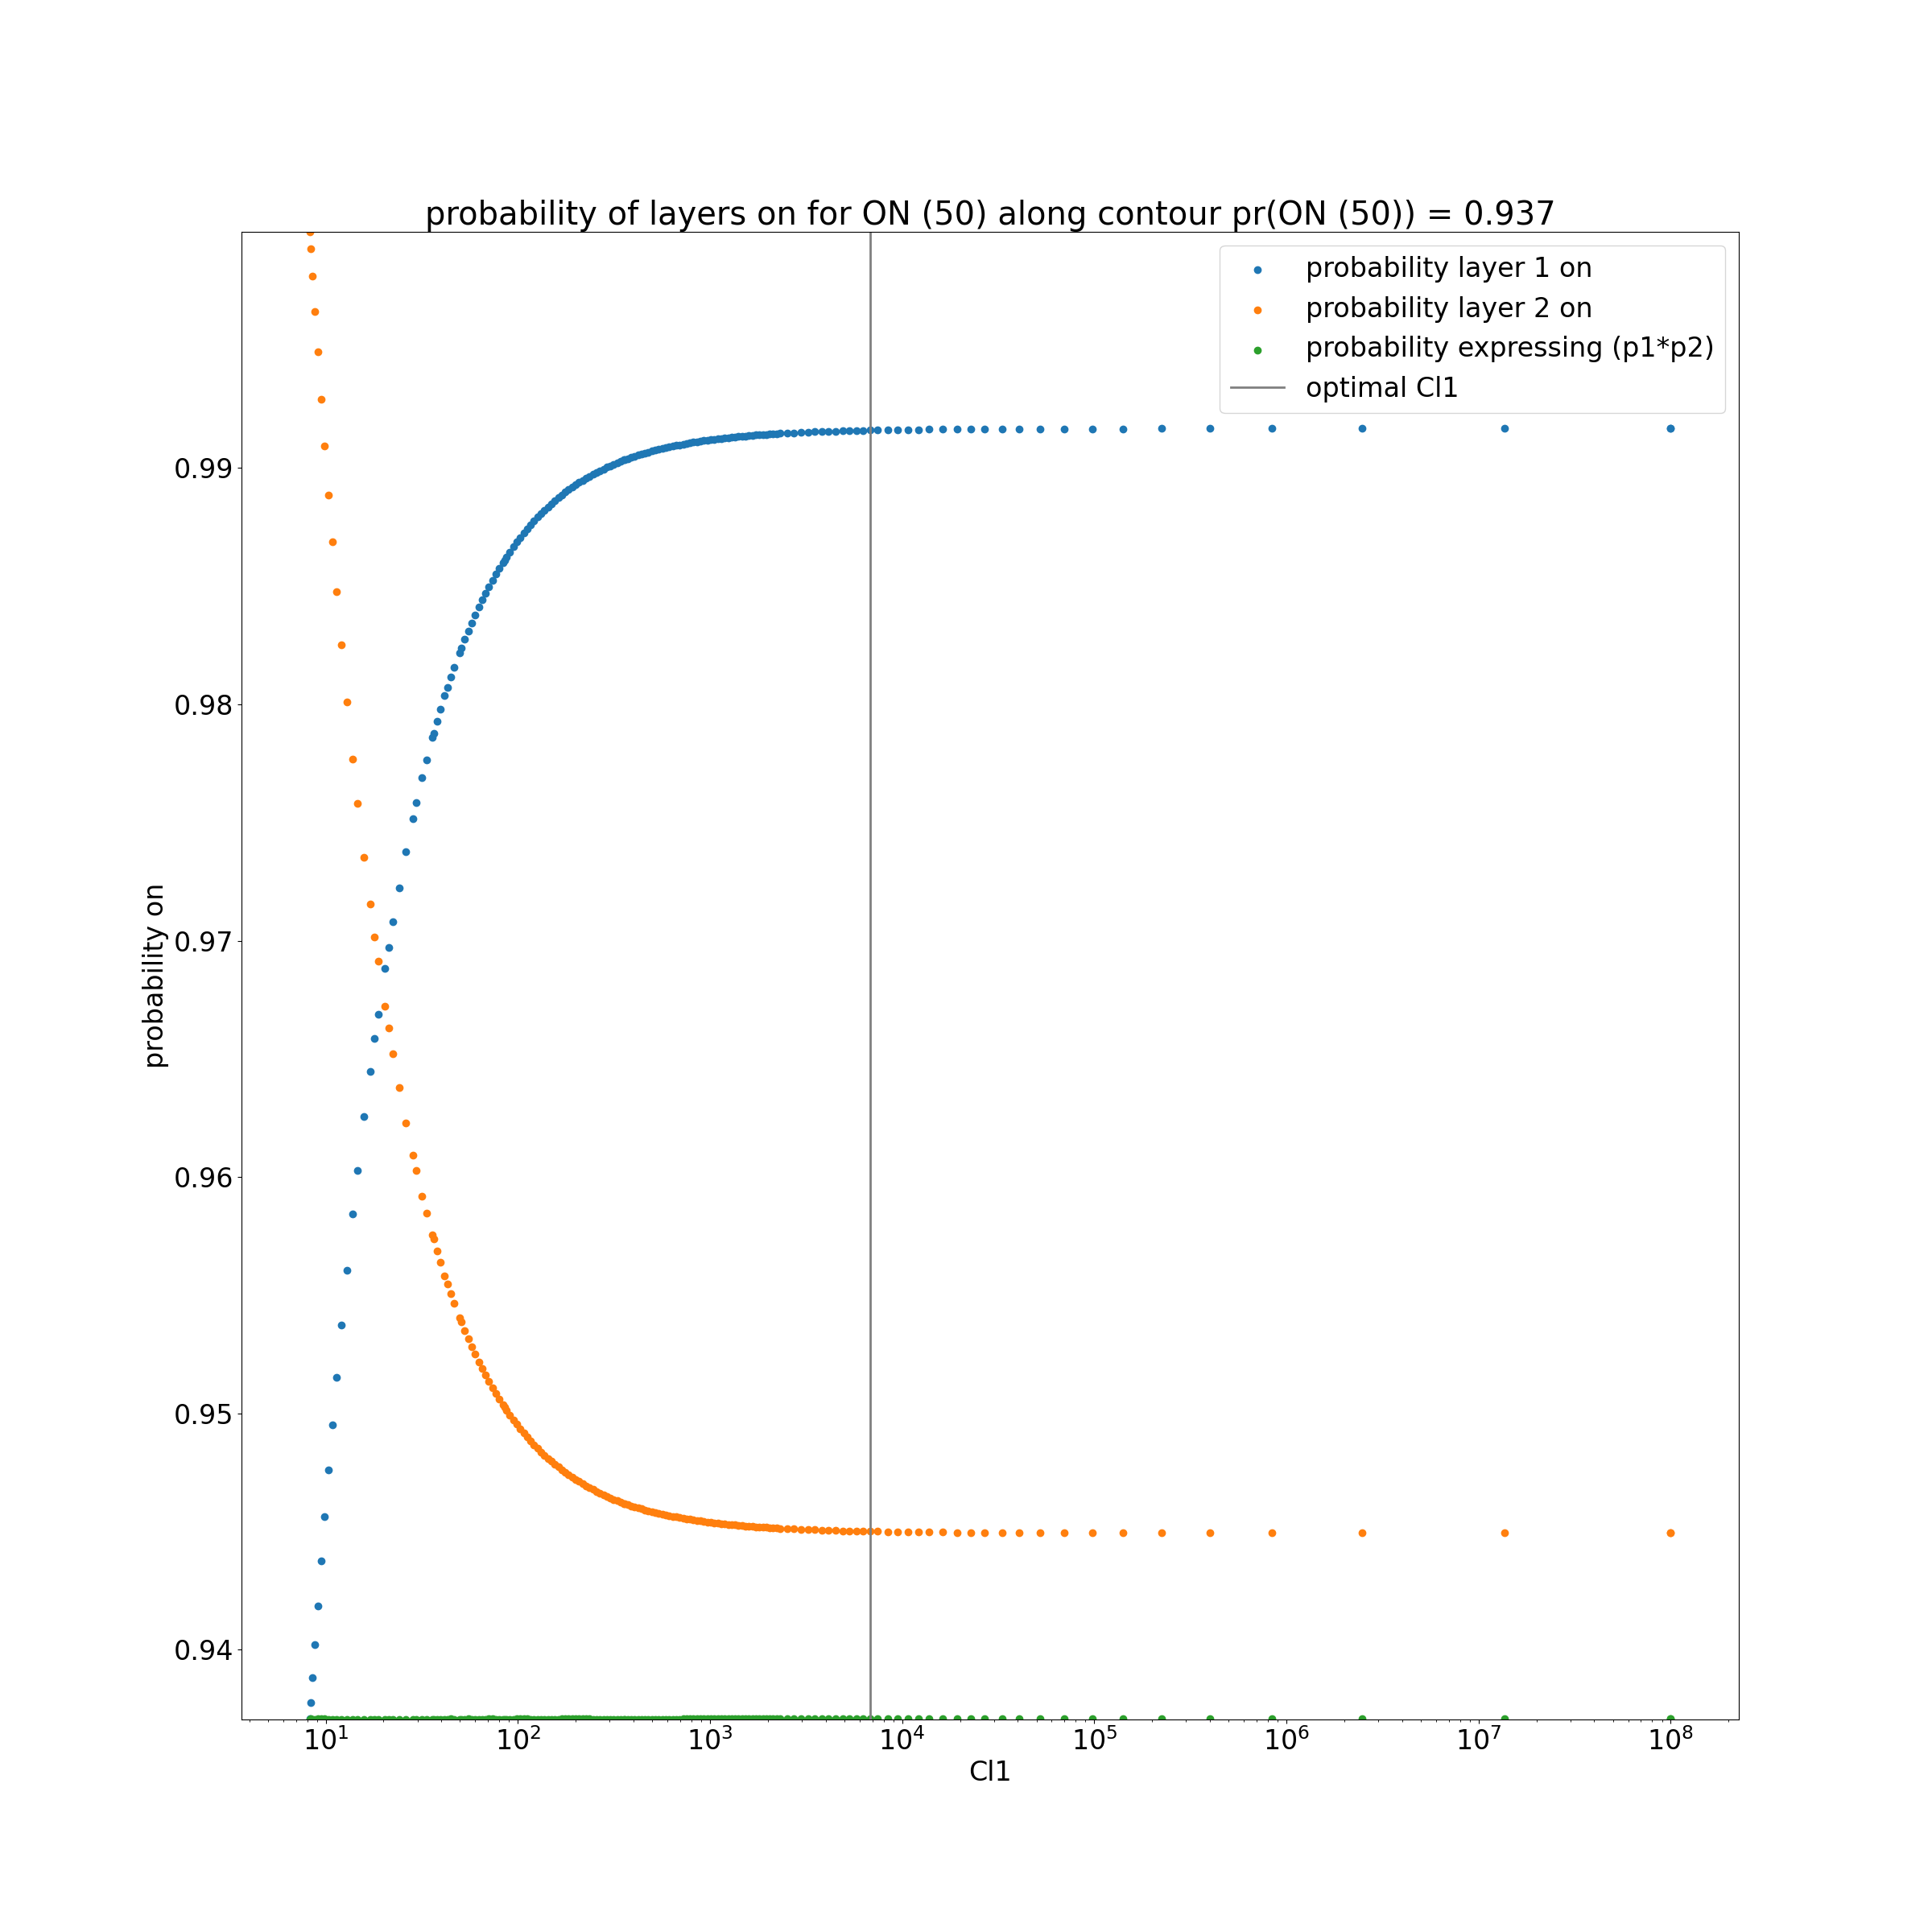 probability of layers on for ON (50) along contour pr(ON (50)) = 0.937
probability layer 1 on
probability layer 2 on
probability expressing (p1*p2)
optimal Cl1
probability on
0.99
0.98
0.97
0.96
0.95
0.94
10¹ 10² 10³ 10⁴ 10⁵ 10⁶ 10⁷ 10⁸
Cl1